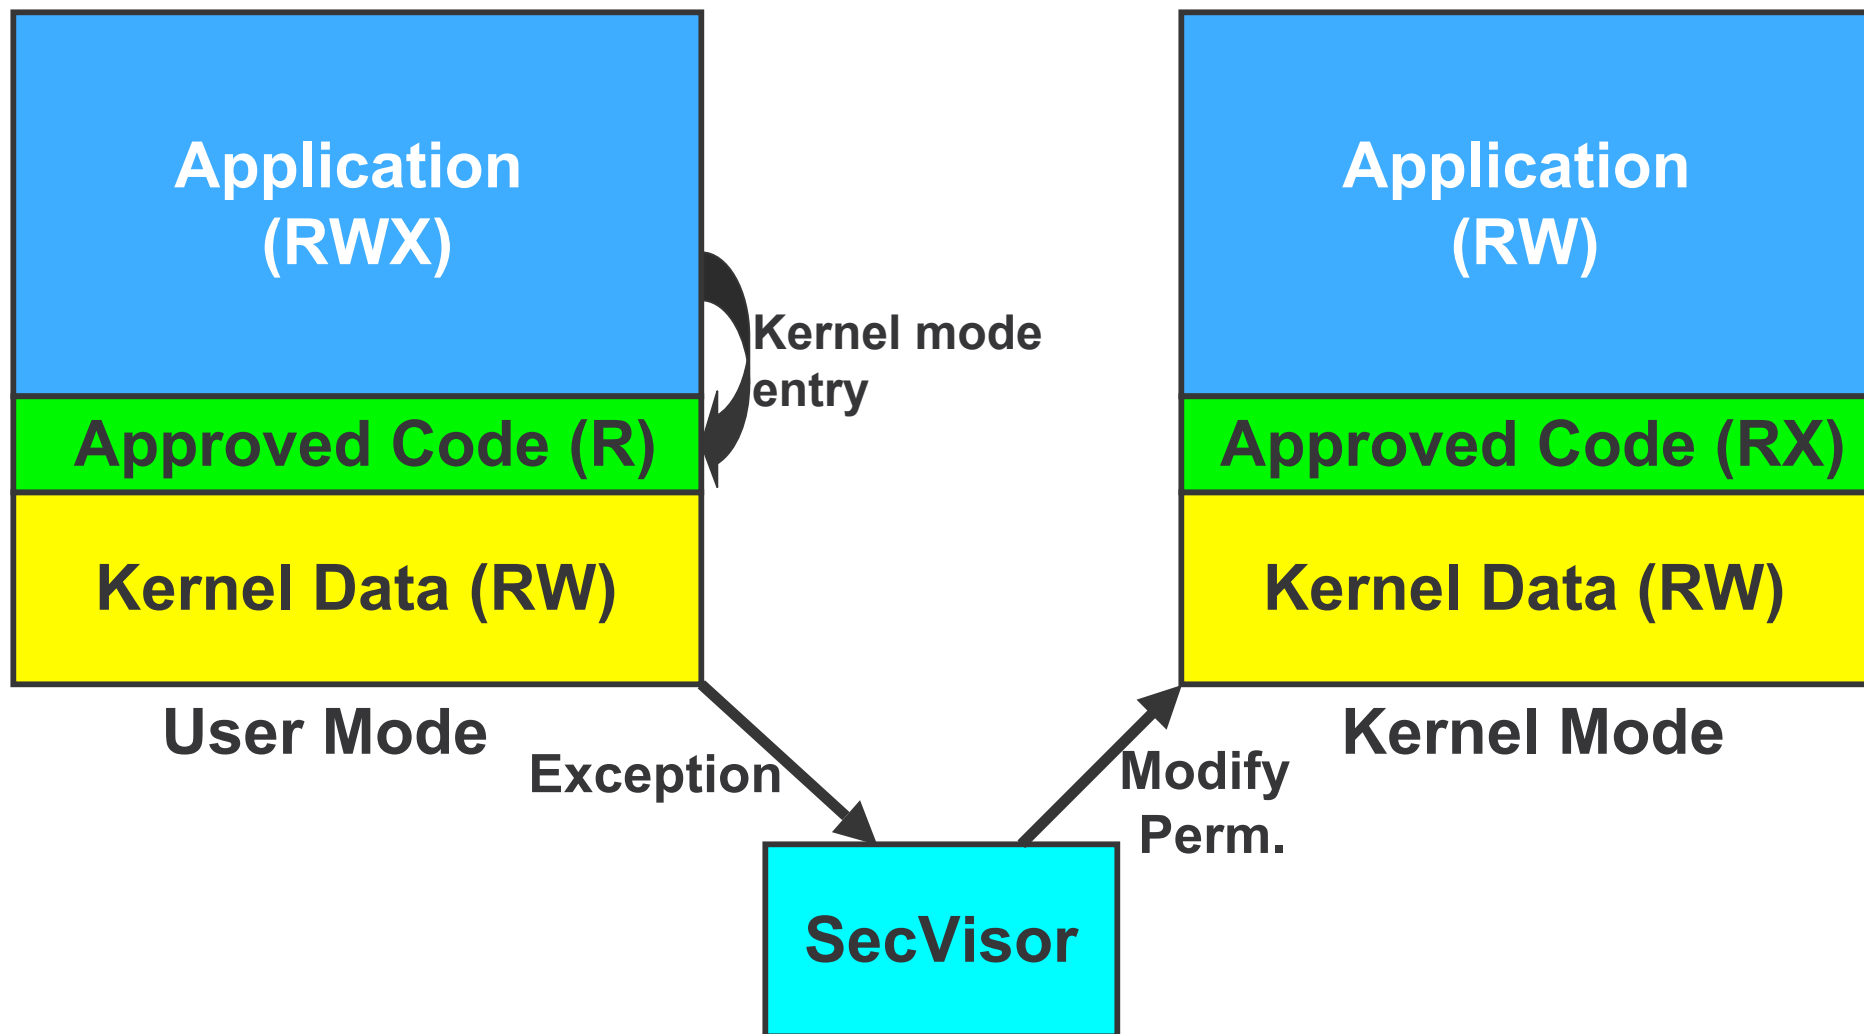 Application
(RWX)
Kernel mode
entry
Approved Code (R)
Kernel Data (RW)
User Mode
Exception
SecVisor
Modify
Perm.
Application
(RW)
Approved Code (RX)
Kernel Data (RW)
Kernel Mode